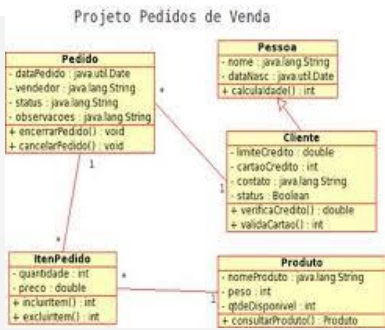 Projeto Pedidos de Venda
Pedido
- dataPedido : java.util.Date
- vendedor : java.lang.String
- status : java.lang.String
- observacoes : java.lang.String
+ encerrarPedido() : void
+ cancelarPedido() : void
Pessoa
- nome : java.lang.String
- dataNasc : java.util.Date
+ calculaIdade() : int
Cliente
- limiteCredito : double
- cartaoCredito : int
- contato : java.lang.String
- status : Boolean
+ verificaCredito() : double
+ validaCartao() : int
*
1
1
*
ItenPedido
- quantidade : int
- preco : double
+ incluirItem() : int
+ excluirItem() : int
*
1
Produto
- nomeProduto : java.lang.String
- peso : int
- qtdeDisponivel : int
+ consultarProduto() : Produto